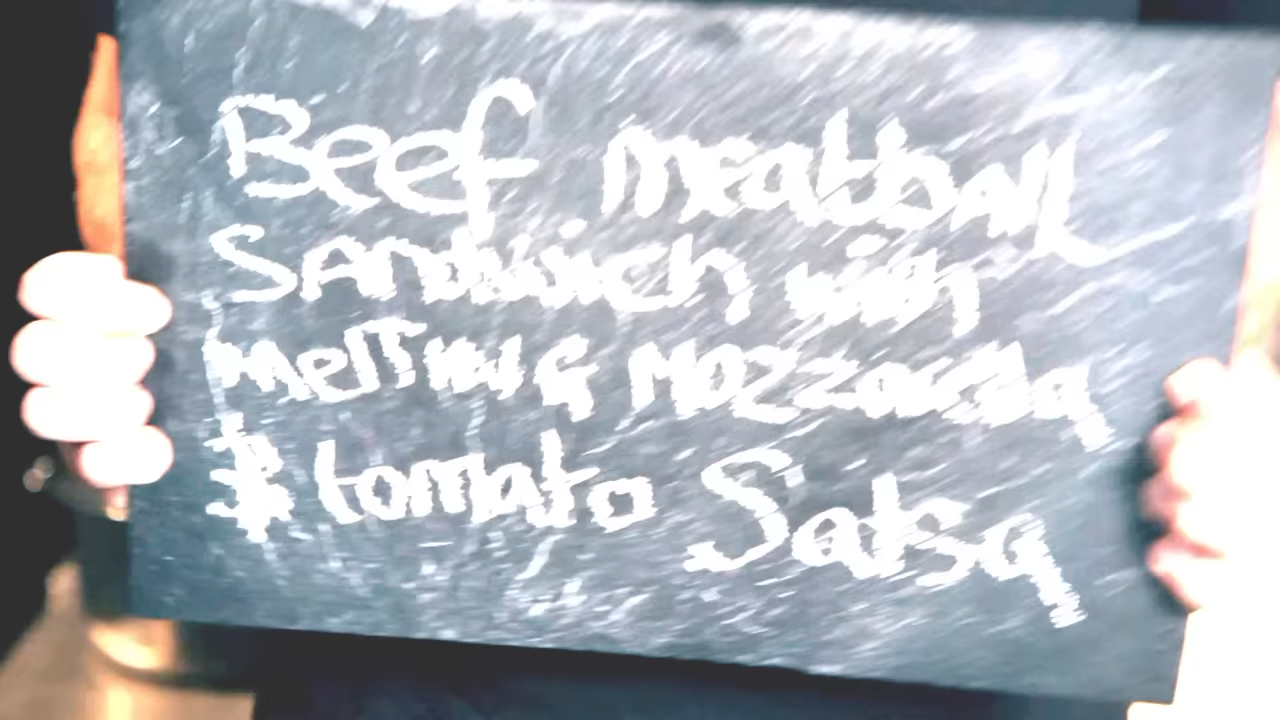 Beef meatball
SANdwich with
MelTiNG MOZZarella
& tomato Salsa